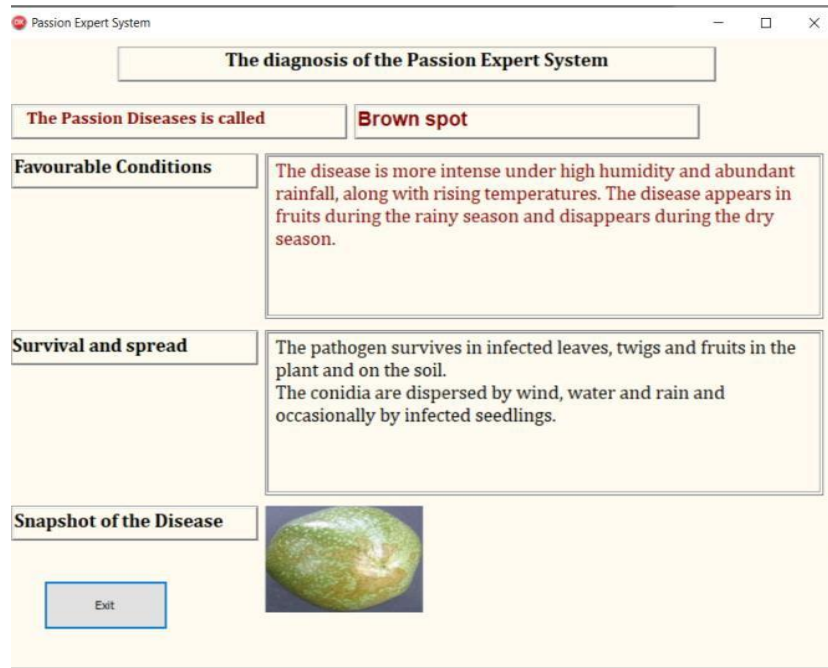 Passion Expert System
The diagnosis of the Passion Expert System
The Passion Diseases is called
Brown spot
Favourable Conditions
The disease is more intense under high humidity and abundant
rainfall, along with rising temperatures. The disease appears in
fruits during the rainy season and disappears during the dry
season.
Survival and spread
The pathogen survives in infected leaves, twigs and fruits in the
plant and on the soil.
The conidia are dispersed by wind, water and rain and
occasionally by infected seedlings.
Snapshot of the Disease
Exit